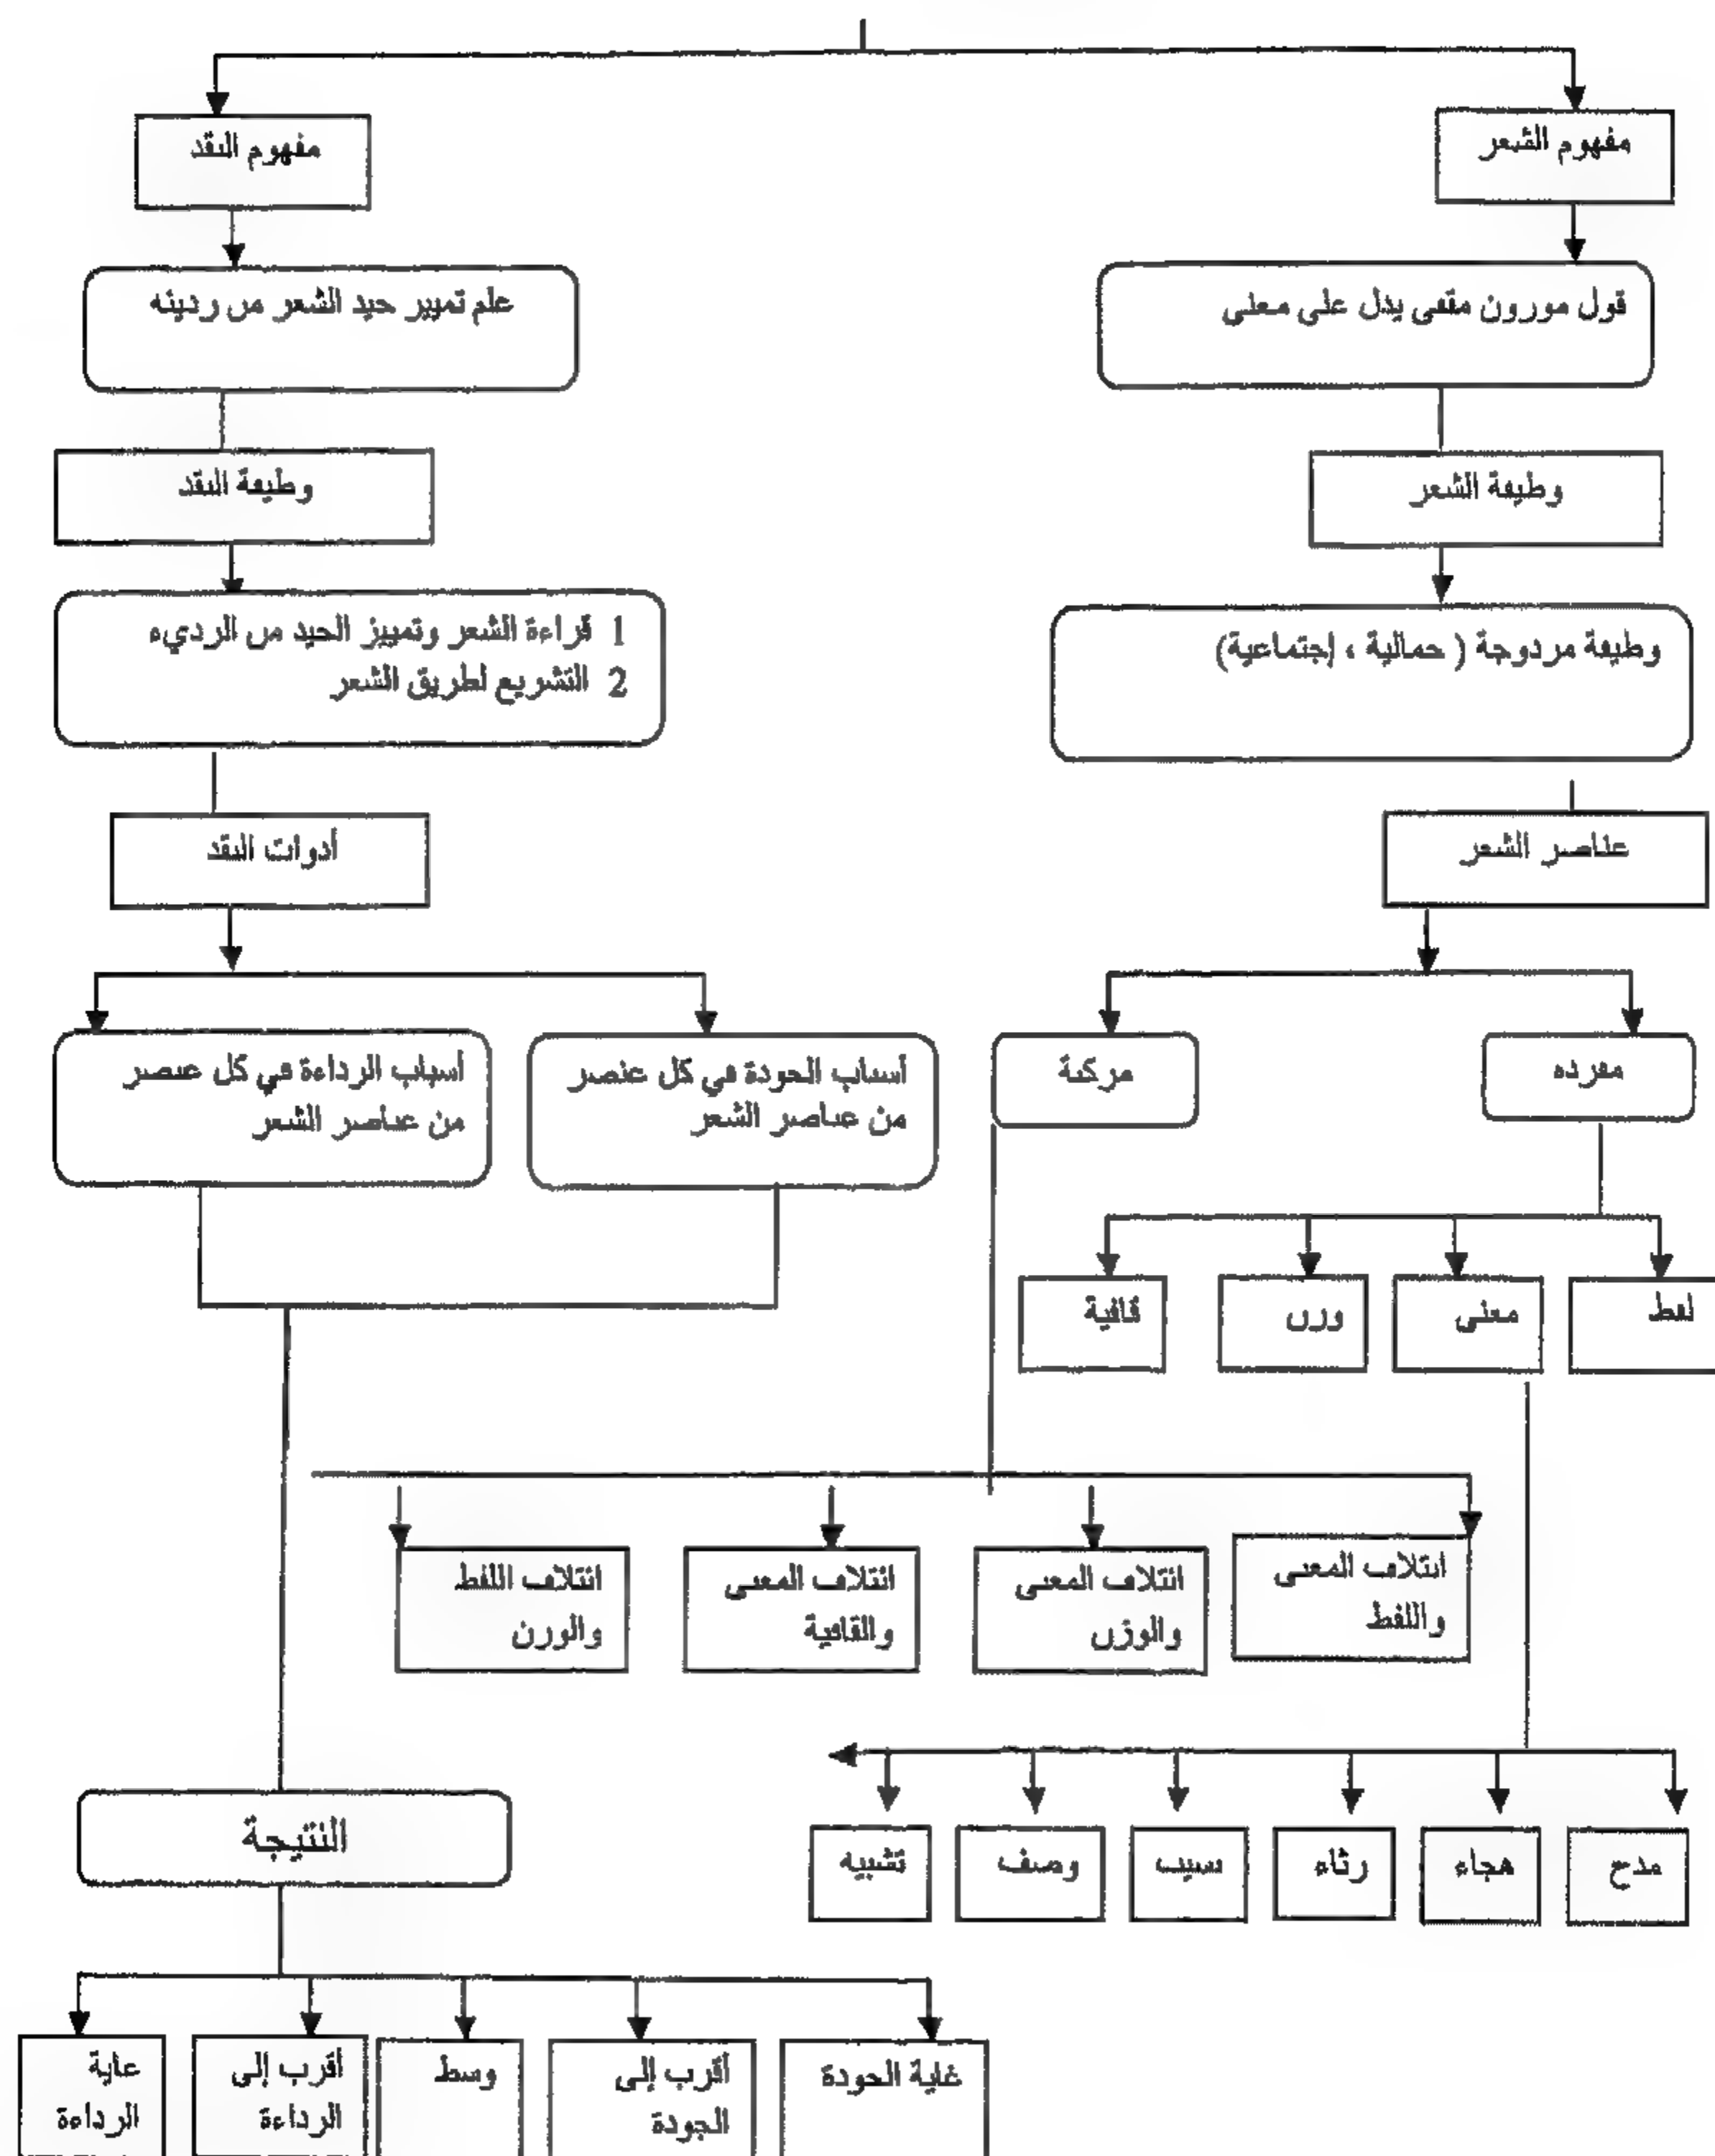 مفهوم الشعر
مفهوم النقد
قول موزون مقفى يدل على معنى
علم تمييز جيد الشعر من رديئه
وظيفة الشعر
وظيفة النقد
وظيفة مزدوجة ( جمالية ، إجتماعية)
1 قراءة الشعر وتمييز الجيد من الرديء
2 التشريع لطريق الشعر
عناصر الشعر
أدوات النقد
مفرده
مركبة
أسباب الجودة في كل عنصر
من عناصر الشعر
أسباب الرداءة في كل عنصر
من عناصر الشعر
لفظ
معنى
وزن
قافية
ائتلاف المعنى
واللفظ
ائتلاف المعنى
والوزن
ائتلاف المعنى
والقافية
ائتلاف اللفظ
والوزن
مدح
هجاء
رثاء
نسيب
وصف
تشبيه
النتيجة
غاية الجودة
أقرب إلى
الجودة
وسط
أقرب إلى
الرداءة
غاية
الرداءة